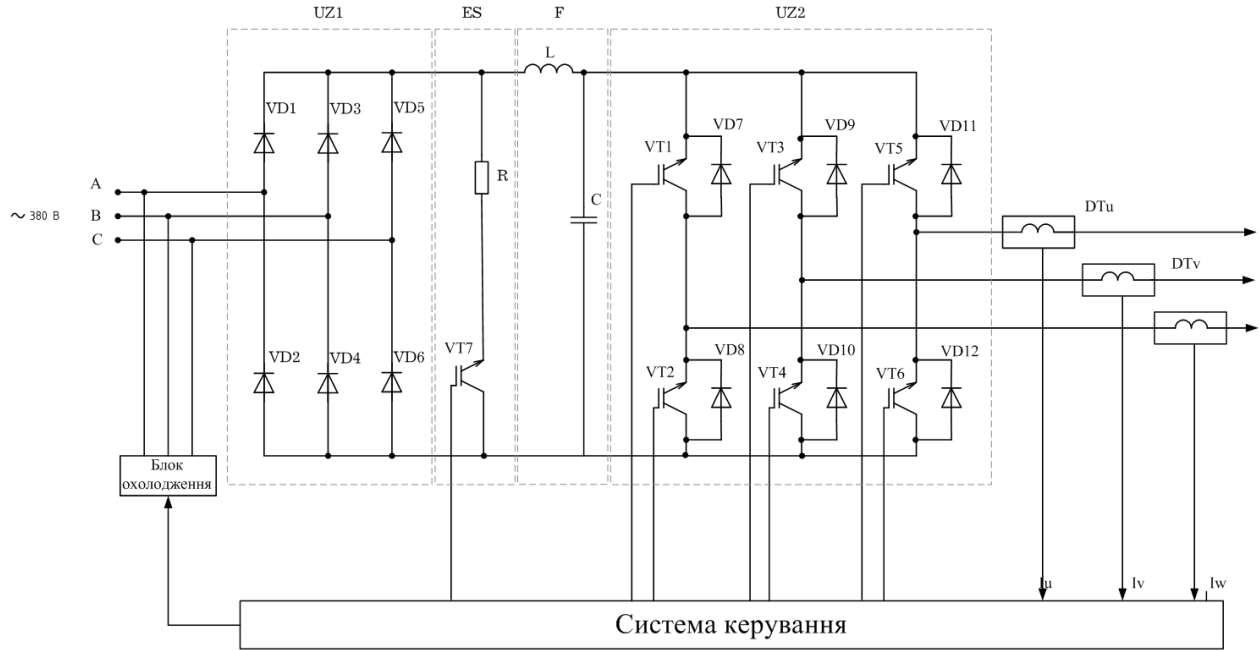 UZ1 ES F UZ2
L
VD1 VD3 VD5
VD7 VD9 VD11
VT1 VT3 VT5
R
A
C
~ 380 В
B
C
DTu
DTv
VT7
VD2 VD4 VD6
VD8 VD10 VD12
VT2 VT4 VT6
Блок
охолодження
Iu Iv Iw
Система керування